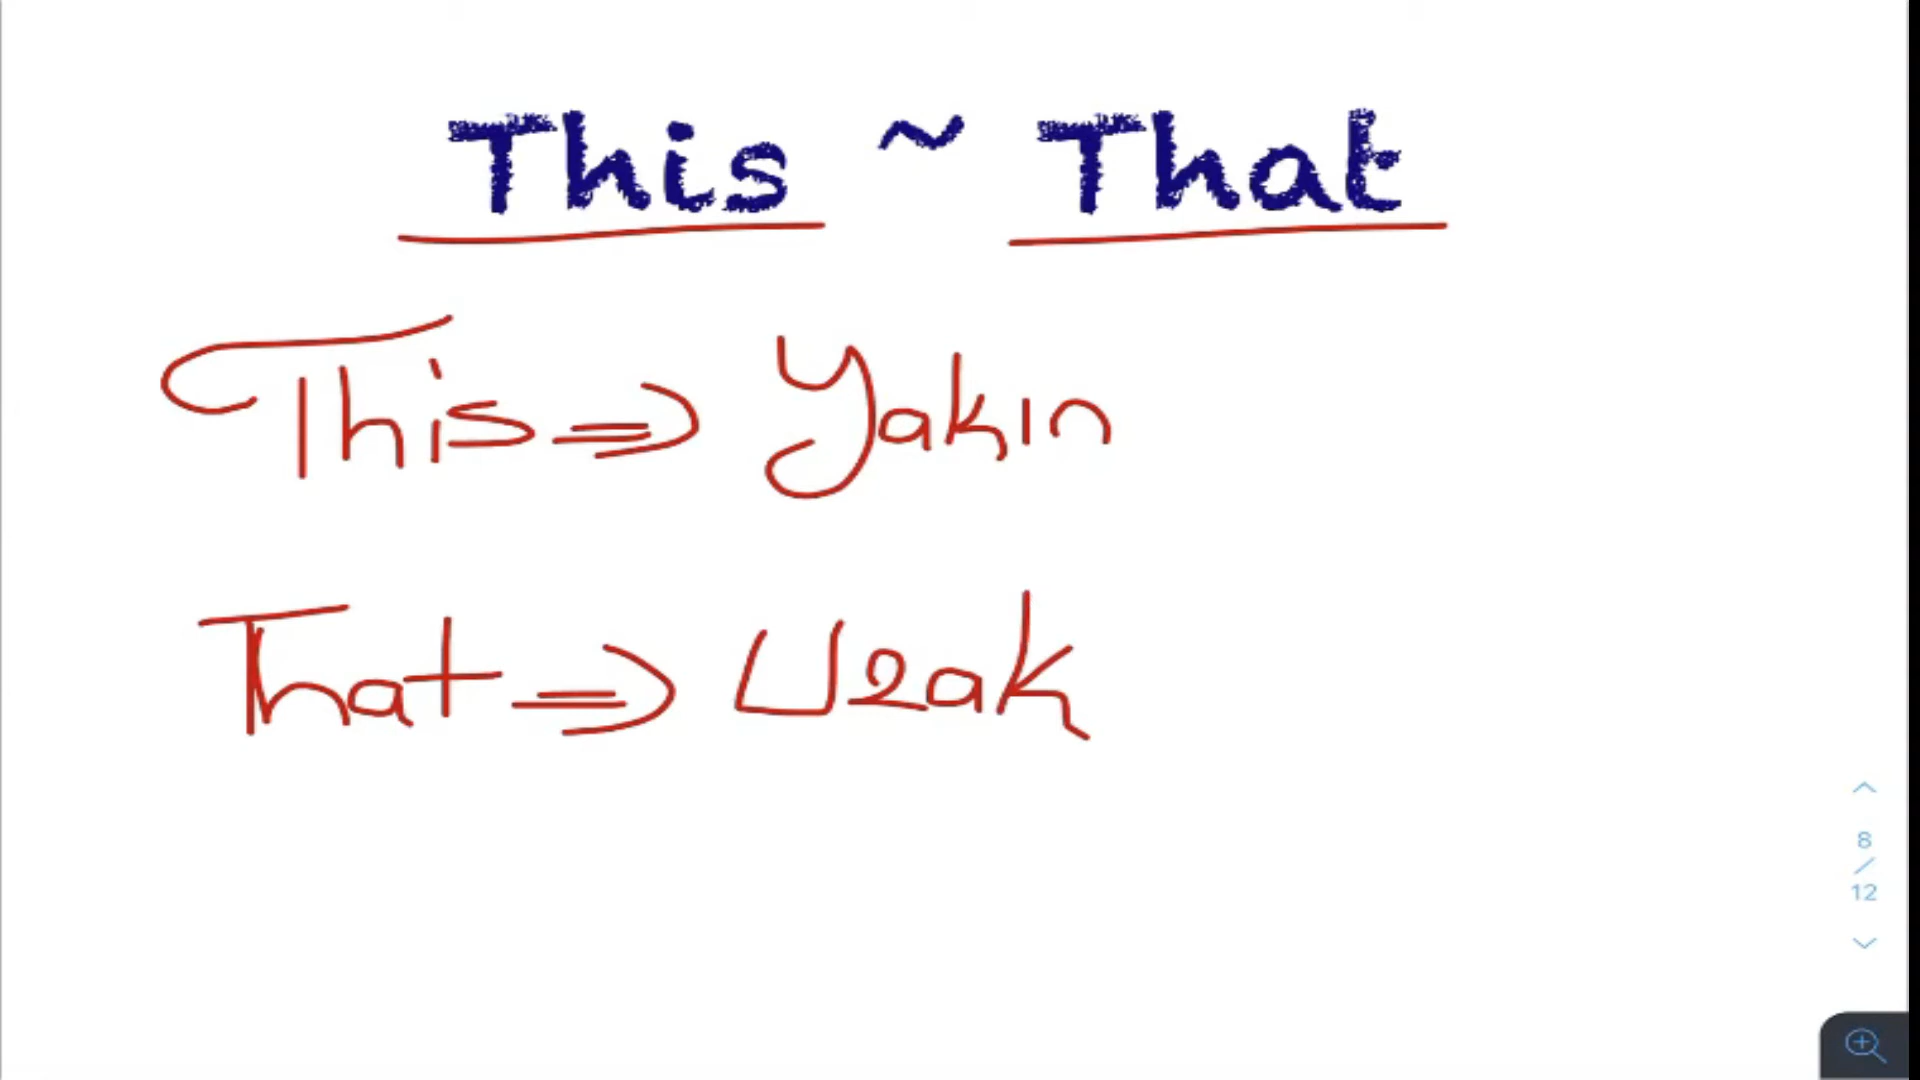 This ~ That
This ⇒ Yakın
That ⇒ Uzak
8
/
12